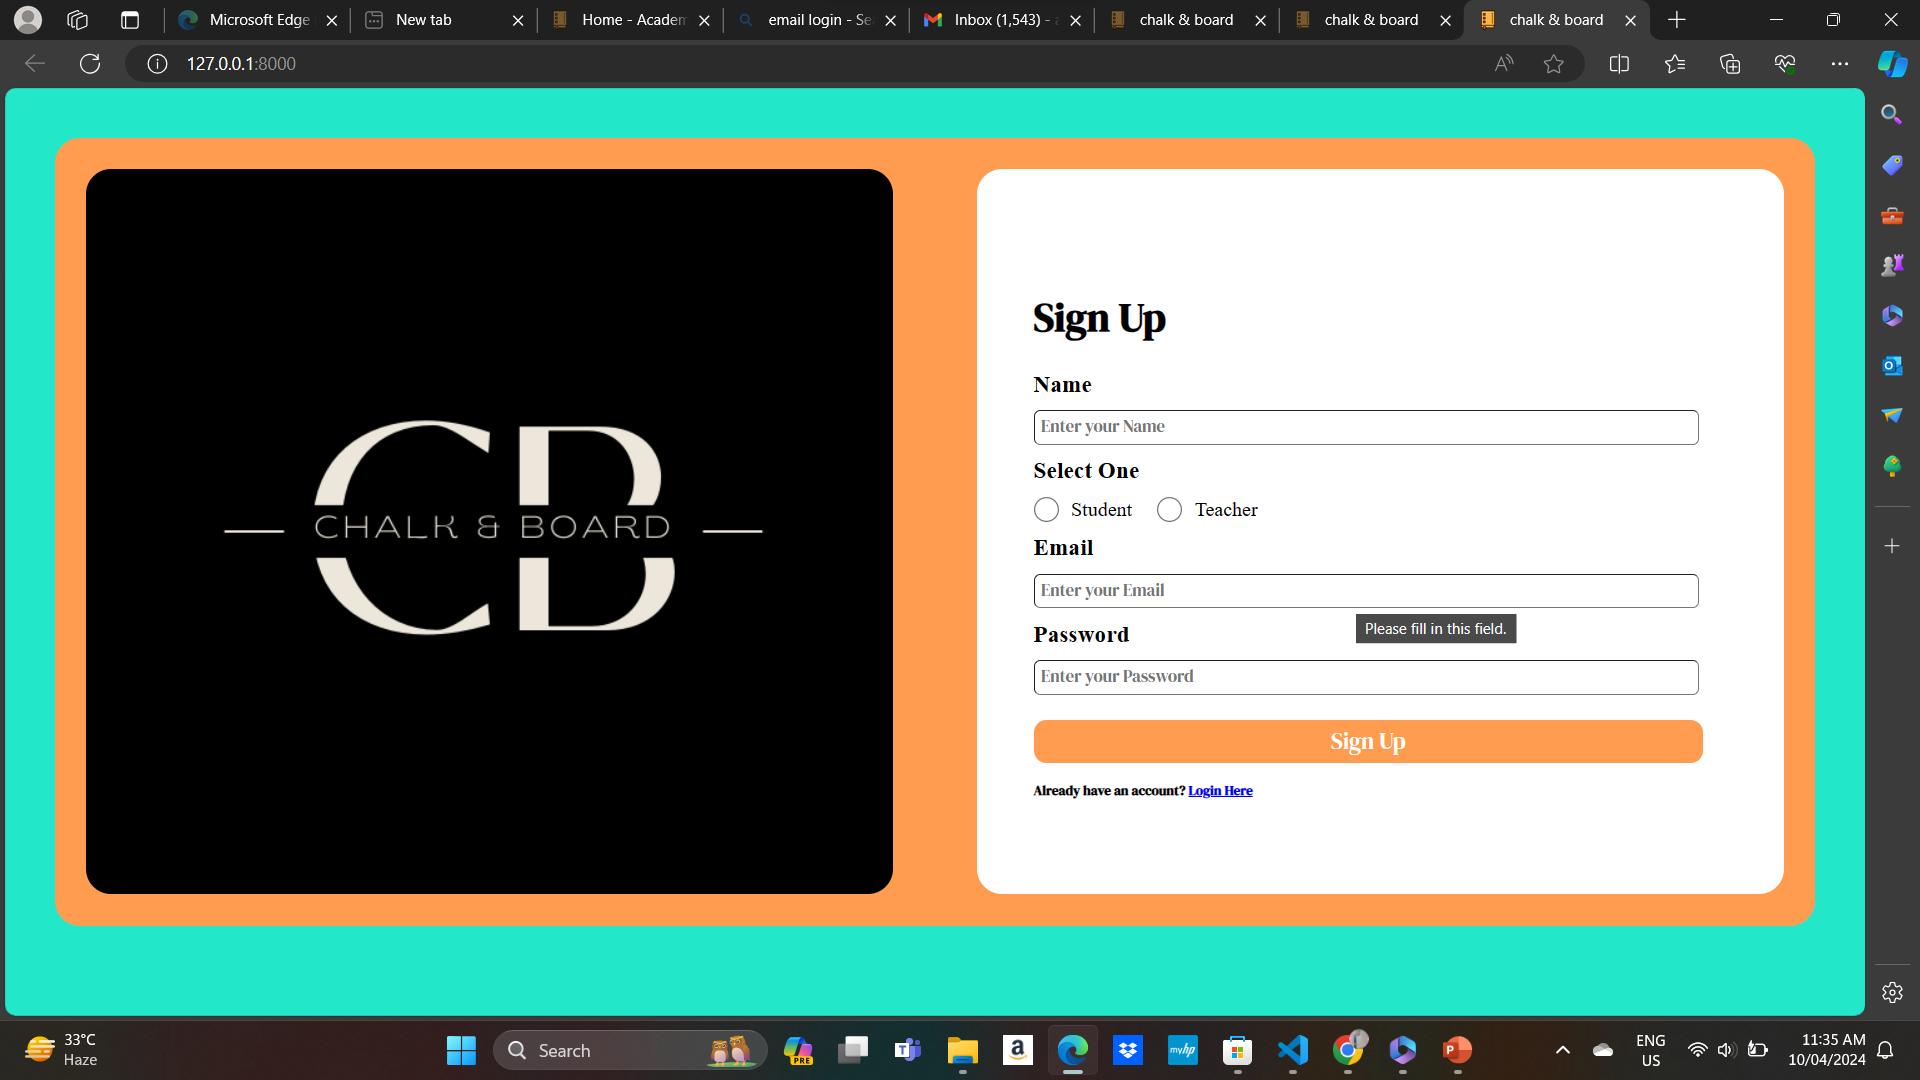 Microsoft Edge
New tab
Home - Academ
email login - Se
Inbox (1,543) -
chalk & board
chalk & board
chalk & board
127.0.0.1:8000
CB
CHALK & BOARD
Sign Up
Name
Enter your Name
Select One
Student
Teacher
Email
Enter your Email
Please fill in this field.
Password
Enter your Password
Sign Up
Already have an account? Login Here
33°C
Haze
Search
PRE
T
a
myhp
P
ENG
US
11:35 AM
10/04/2024